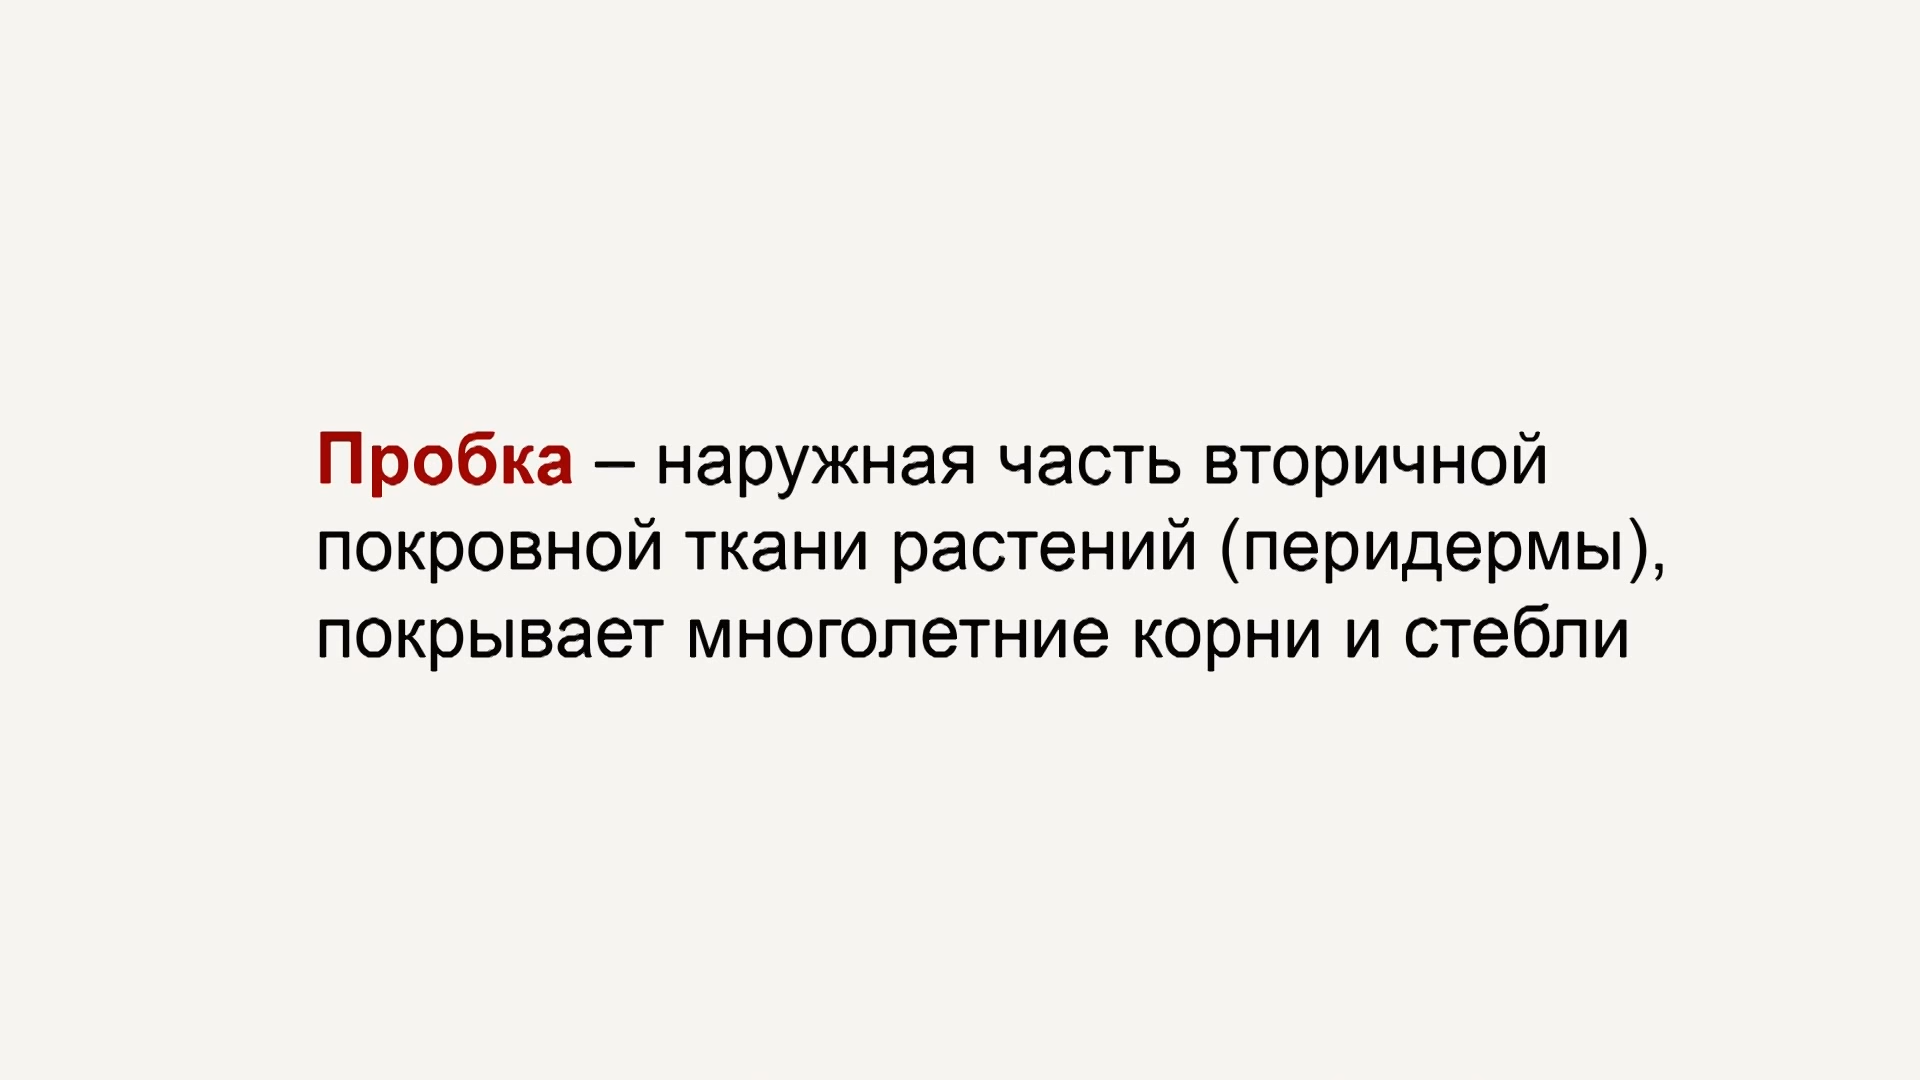 Пробка – наружная часть вторичной
покровной ткани растений (перидермы),
покрывает многолетние корни и стебли